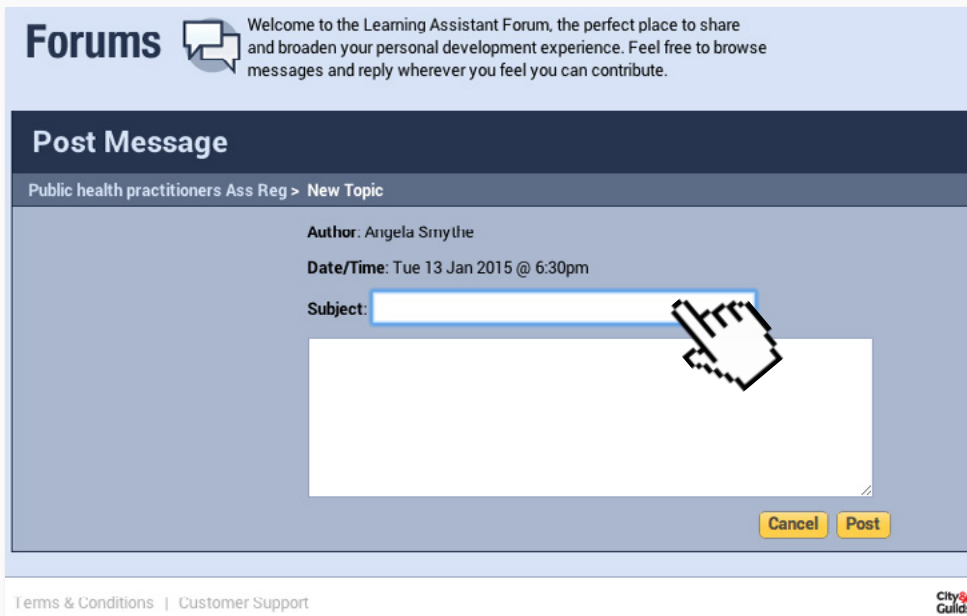 Forums
Welcome to the Learning Assistant Forum, the perfect place to share
and broaden your personal development experience. Feel free to browse
messages and reply wherever you feel you can contribute.
Post Message
Public health practitioners Ass Reg > New Topic
Author: Angela Smythe
Date/Time: Tue 13 Jan 2015 @ 6:30pm
Subject:
Cancel Post
Terms & Conditions | Customer Support
City&
Guilds